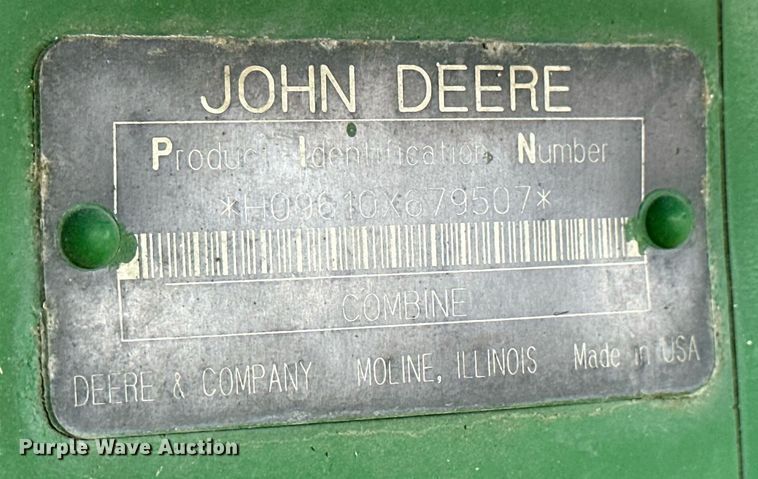 JOHN DEERE
Product Identification Number
*H09610X679507*
COMBINE
DEERE & COMPANY MOLINE, ILLINOIS Made in USA
Purple Wave Auction